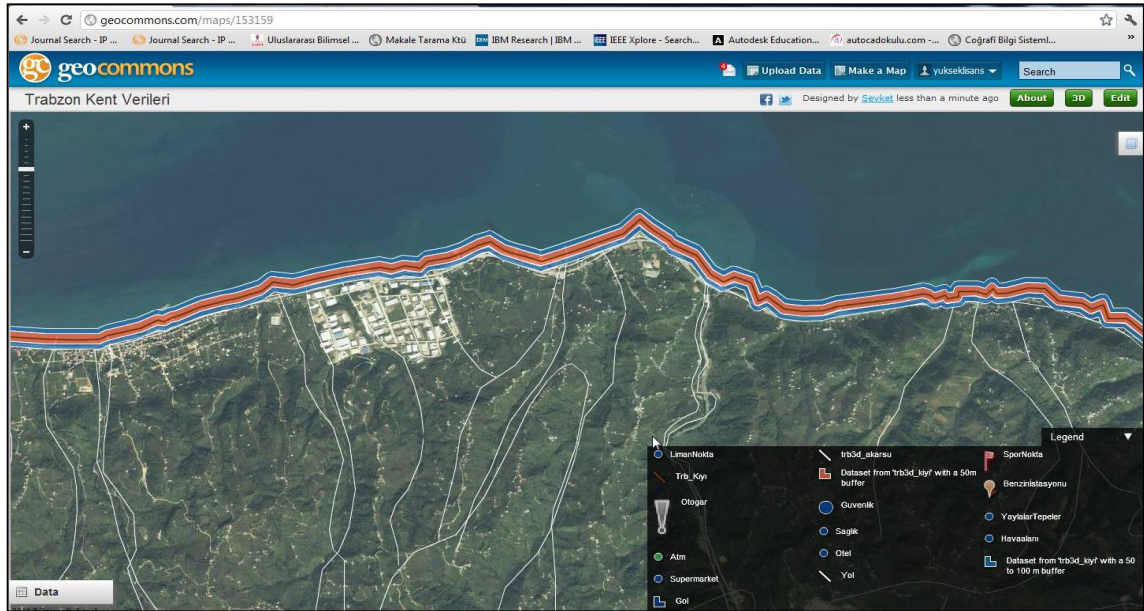 geocommons.com/maps/153159
Journal Search - IP ... Journal Search - IP ... Uluslararası Bilimsel ... Makale Tarama Ktü IBM Research | IBM ... IEEE Xplore - Search... Autodesk Education... autocadokulu.com -... Coğrafi Bilgi Sisteml... »
gc geocommons 4 Upload Data Make a Map yukseklisans Search
Trabzon Kent Verileri Designed by Sevket less than a minute ago About 3D Edit
Legend
LimanNokta
Trb_Kıyı
Otogar
Atm
Supermarket
Gol
trb3d_akarsu
Dataset from 'trb3d_kiyi' with a 50m
buffer
Guvenlik
Saglik
Otel
Yol
SporNokta
Benzinistasyonu
YaylalarTepeler
Havaalanı
Dataset from 'trb3d_kiyi' with a 50
to 100 m buffer
Data